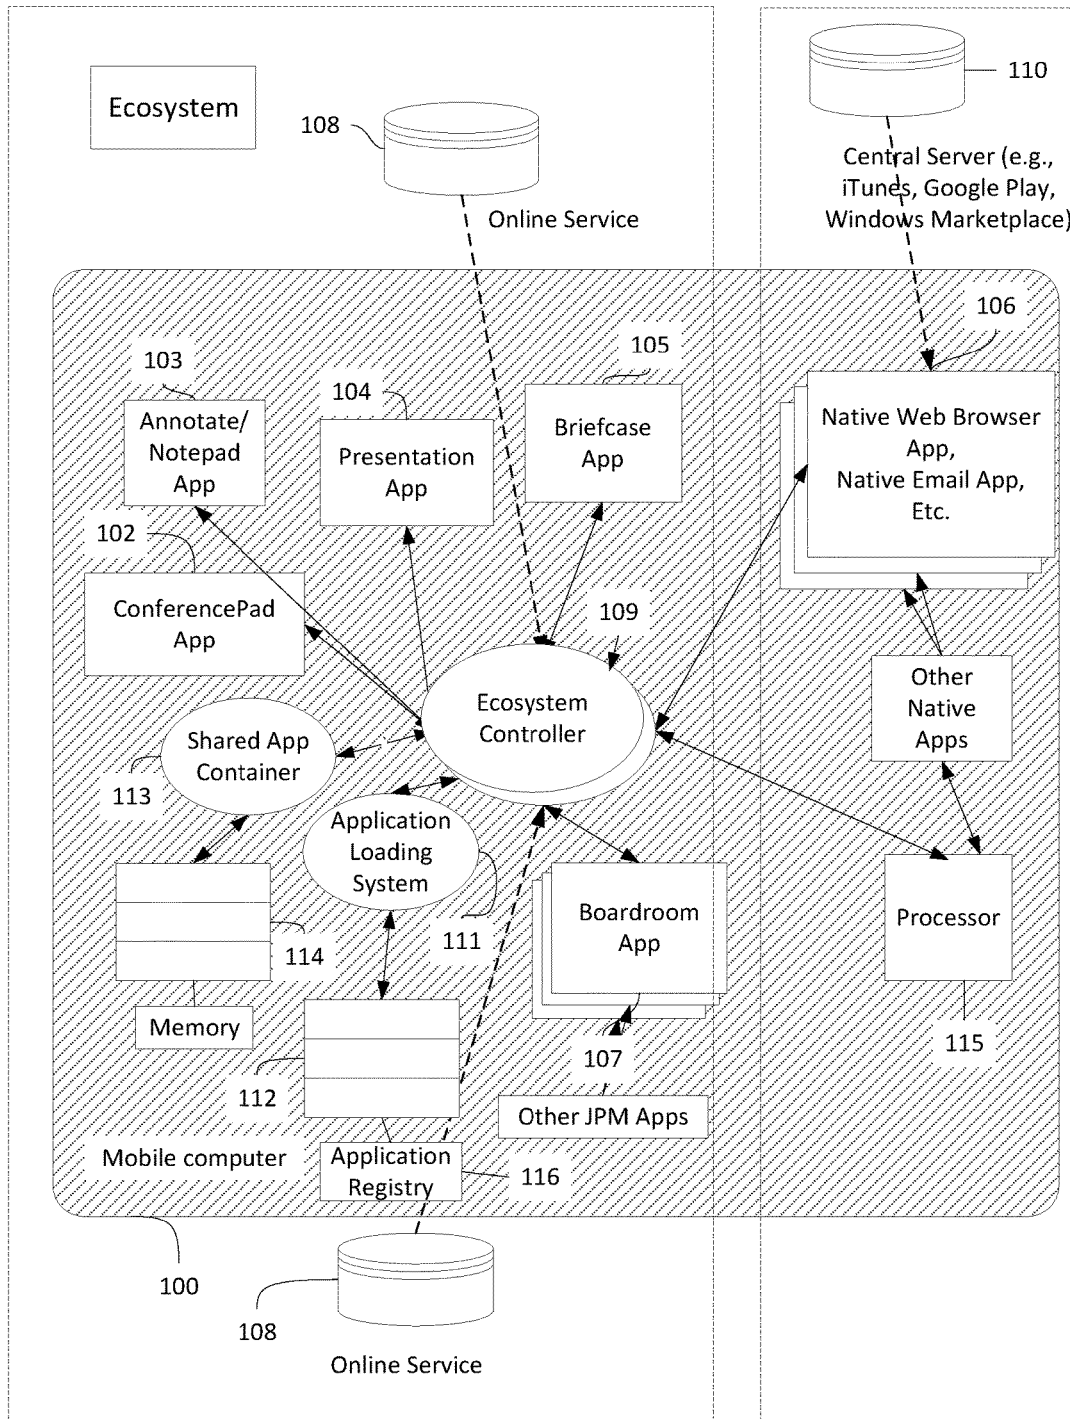 110
Ecosystem
108
Central Server (e.g.,
iTunes, Google Play,
Windows Marketplace)
Online Service
106
103
105
104
Annotate/
Notepad
App
Presentation
App
Briefcase
App
Native Web Browser
App,
Native Email App,
Etc.
102
ConferencePad
App
109
Ecosystem
Controller
Other
Native
Apps
Shared App
Container
113
Application
Loading
System
111
114
Memory
Boardroom
App
Processor
115
112
107
Other JPM Apps
Mobile computer
Application
Registry
116
100
108
Online Service